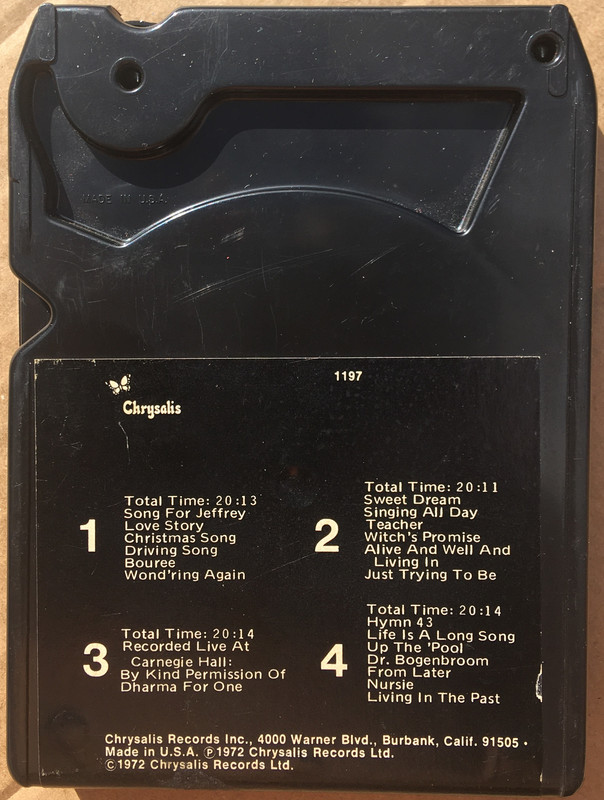 MADE IN U.S.A.
1197
Chrysalis
1
Total Time: 20:13
Song For Jeffrey
Love Story
Christmas Song
Driving Song
Bouree
Wond'ring Again
2
Total Time: 20:11
Sweet Dream
Singing All Day
Teacher
Witch's Promise
Alive And Well And
Living In
Just Trying To Be
3
Total Time: 20:14
Recorded Live At
Carnegie Hall:
By Kind Permission Of
Dharma For One
4
Total Time: 20:14
Hymn 43
Life Is A Long Song
Up The 'Pool
Dr. Bogenbroom
From Later
Nursie
Living In The Past
Chrysalis Records Inc., 4000 Warner Blvd., Burbank, Calif. 91505 •
Made in U.S.A. Ⓟ1972 Chrysalis Records Ltd.
©1972 Chrysalis Records Ltd.